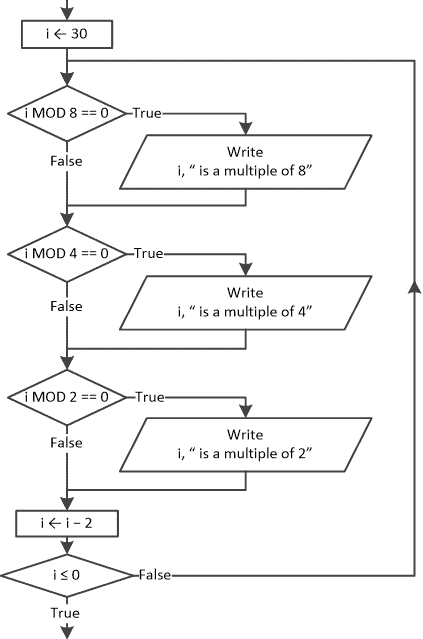 i ← 30
i MOD 8 == 0
True
Write
i, “ is a multiple of 8”
False
i MOD 4 == 0
True
Write
i, “ is a multiple of 4”
False
i MOD 2 == 0
True
Write
i, “ is a multiple of 2”
False
i ← i – 2
i ≤ 0
False
True